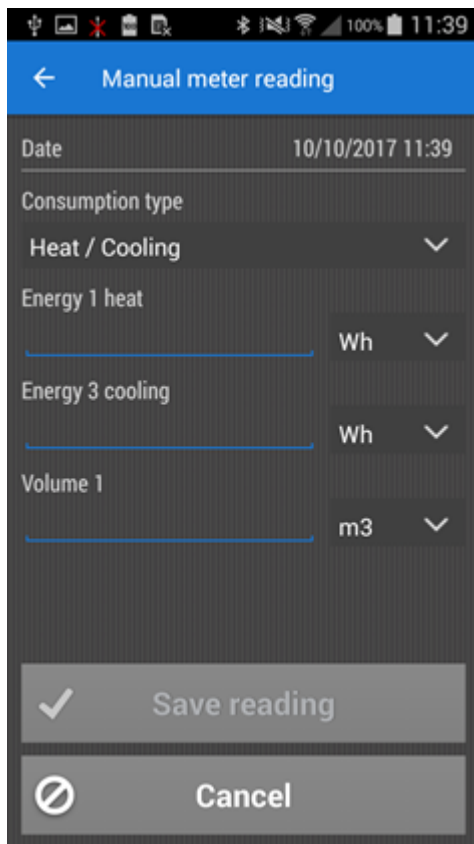 100% 11:39
Manual meter reading
Date 10/10/2017 11:39
Consumption type
Heat / Cooling
Energy 1 heat
Wh
Energy 3 cooling
Wh
Volume 1
m3
Save reading
Cancel